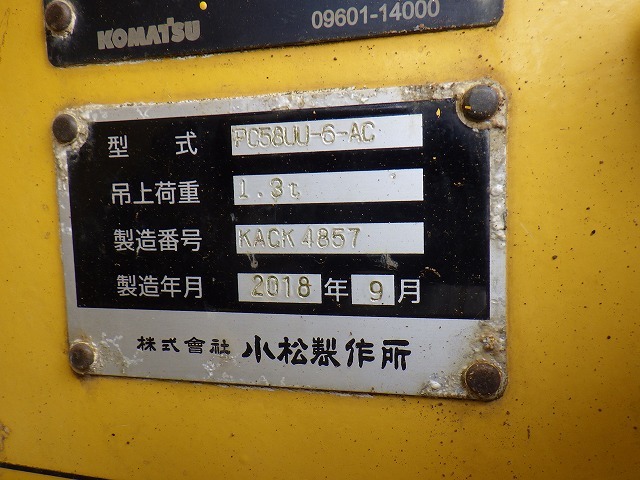 KOMATSU 09601-14000
型式 PC58UU-6-AC
吊上荷重 1.3t
製造番号 KACK4857
製造年月 2018年9月
株式會社 小松製作所